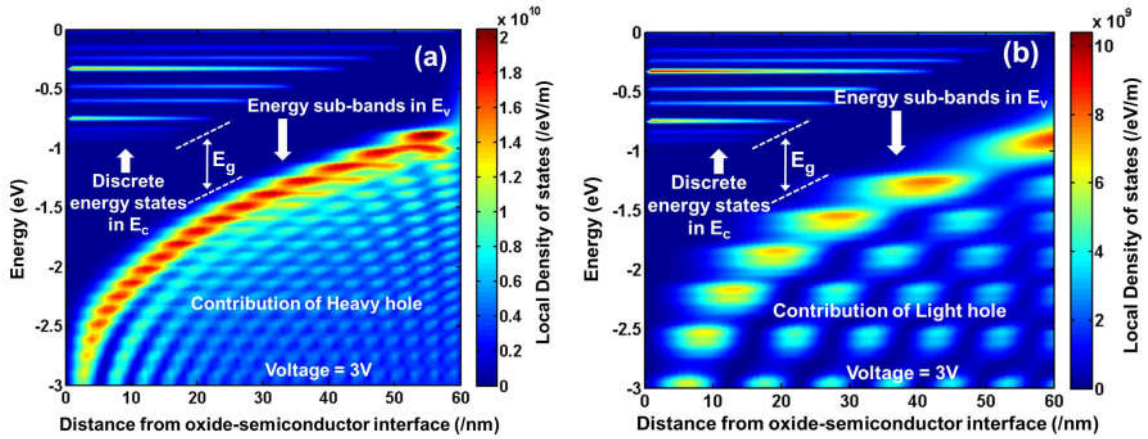 x 10^10
(a)
Energy sub-bands in E_v
E_g
Discrete
energy states
in E_c
Contribution of Heavy hole
Voltage = 3V
0
-0.5
-1
-1.5
-2
-2.5
-3
Energy (eV)
0 10 20 30 40 50 60
Distance from oxide-semiconductor interface (/nm)
2
1.8
1.6
1.4
1.2
1
0.8
0.6
0.4
0.2
0
Local Density of states (/eV/m)
x 10^9
(b)
Energy sub-bands in E_v
E_g
Discrete
energy states
in E_c
Contribution of Light hole
Voltage = 3V
0
-0.5
-1
-1.5
-2
-2.5
-3
Energy (eV)
0 10 20 30 40 50 60
Distance from oxide-semiconductor interface (/nm)
10
8
6
4
2
0
Local Density of states (/eV/m)